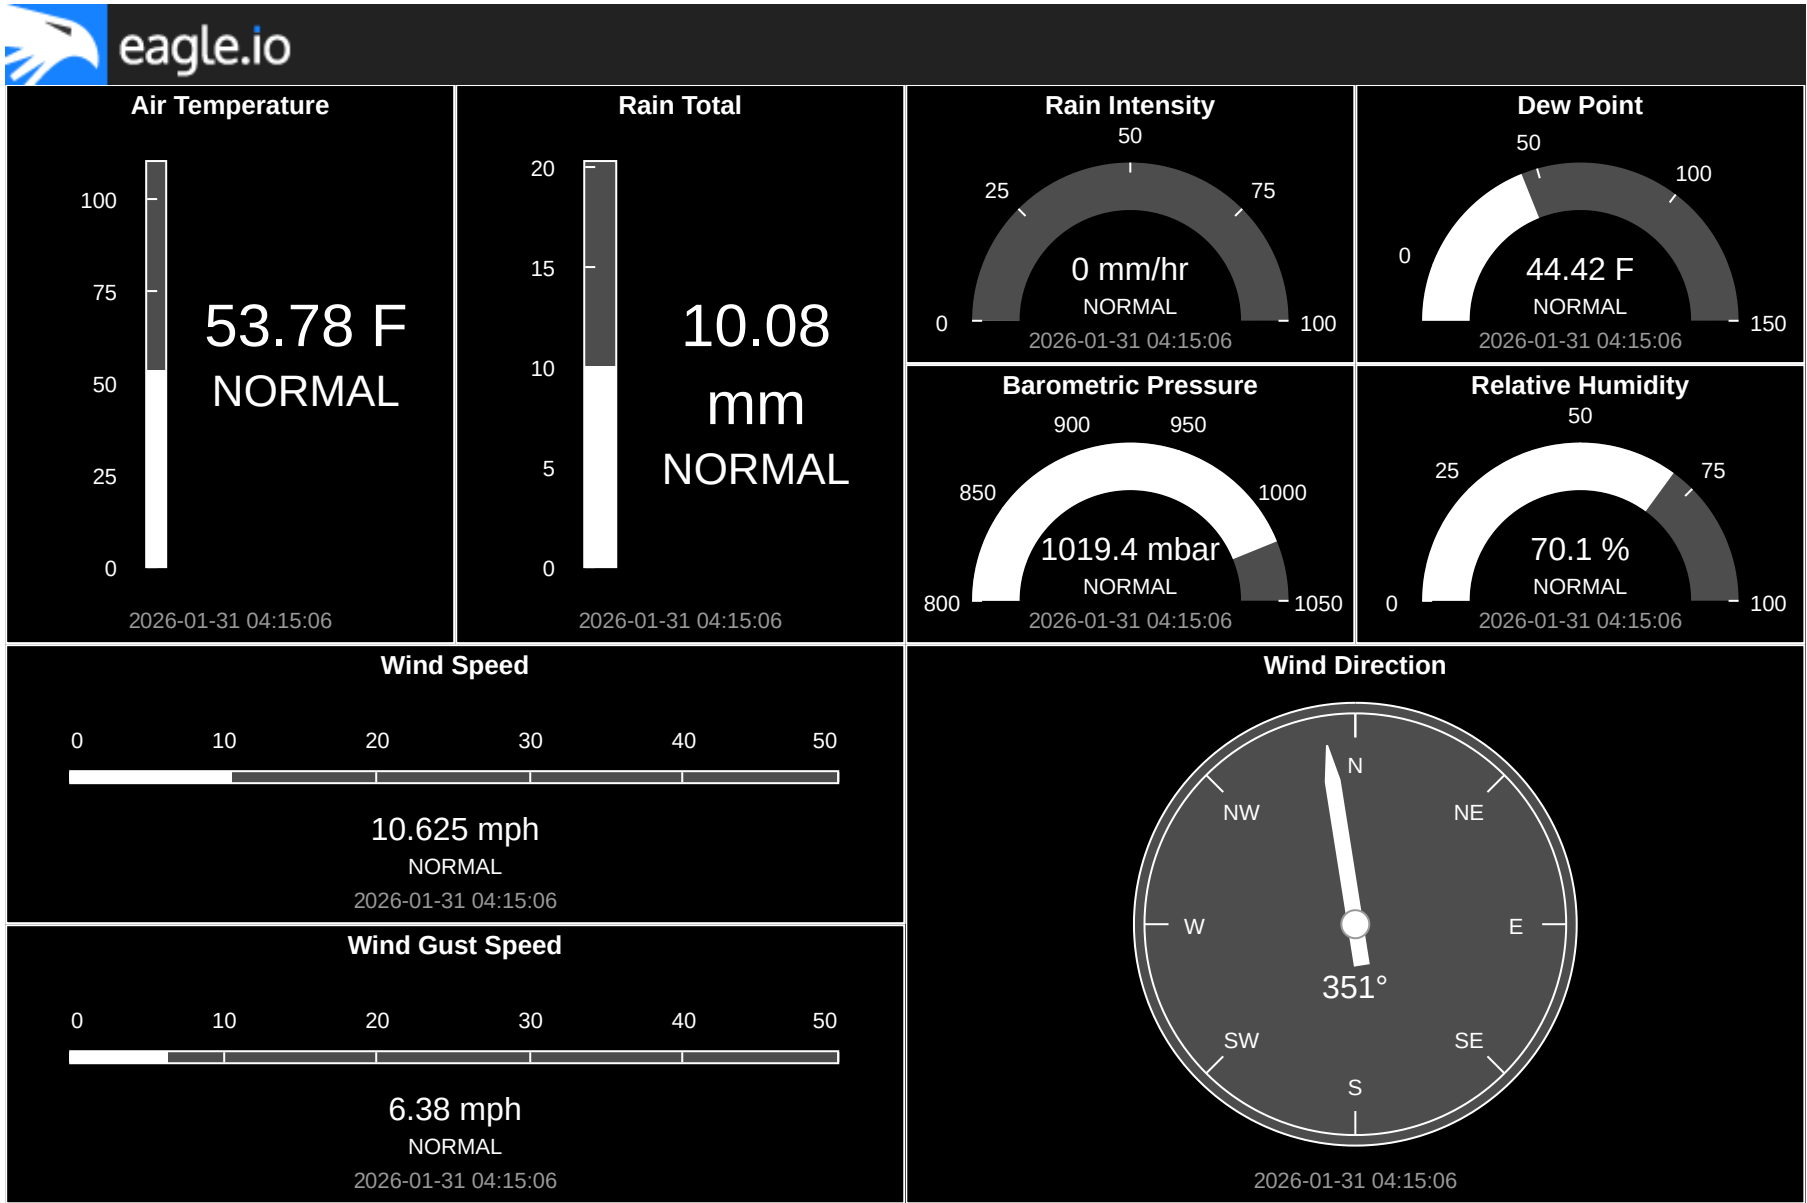 eagle.io
Air Temperature
100
75
50
25
0
53.78 F
NORMAL
2026-01-31 04:15:06
Rain Total
20
15
10
5
0
10.08
mm
NORMAL
2026-01-31 04:15:06
Rain Intensity
50
25
75
0
100
0 mm/hr
NORMAL
2026-01-31 04:15:06
Dew Point
50
100
0
150
44.42 F
NORMAL
2026-01-31 04:15:06
Barometric Pressure
900
950
850
1000
800
1050
1019.4 mbar
NORMAL
2026-01-31 04:15:06
Relative Humidity
50
25
75
0
100
70.1 %
NORMAL
2026-01-31 04:15:06
Wind Speed
0 10 20 30 40 50
10.625 mph
NORMAL
2026-01-31 04:15:06
Wind Gust Speed
0 10 20 30 40 50
6.38 mph
NORMAL
2026-01-31 04:15:06
Wind Direction
N
NW
NE
W
E
351°
SW
SE
S
2026-01-31 04:15:06